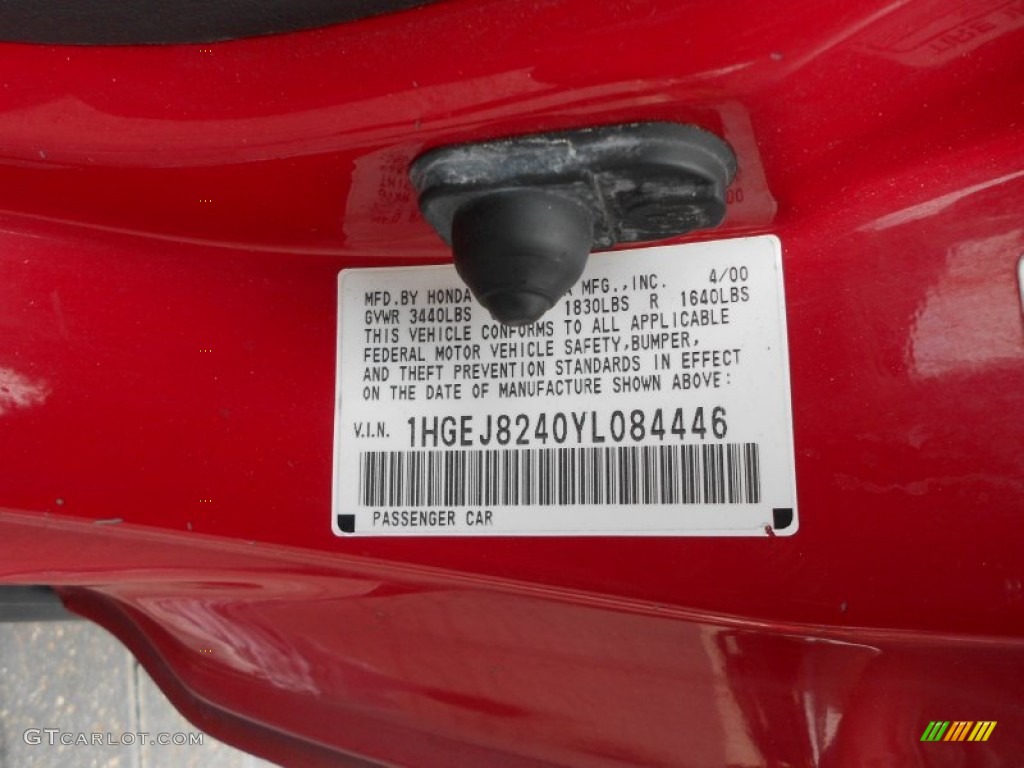 MFD.BY HONDA MFG.,INC. 4/00
GVWR 3440LBS 1830LBS R 1640LBS
THIS VEHICLE CONFORMS TO ALL APPLICABLE
FEDERAL MOTOR VEHICLE SAFETY,BUMPER,
AND THEFT PREVENTION STANDARDS IN EFFECT
ON THE DATE OF MANUFACTURE SHOWN ABOVE:
V.I.N. 1HGEJ8240YL084446
PASSENGER CAR
GTCARLOT.COM